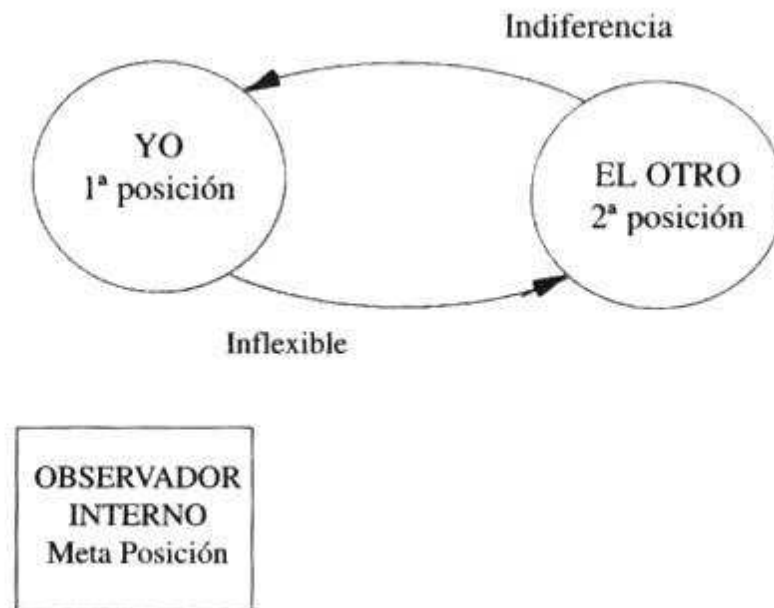 Indiferencia
YO
1ª posición
EL OTRO
2ª posición
Inflexible
OBSERVADOR
INTERNO
Meta Posición